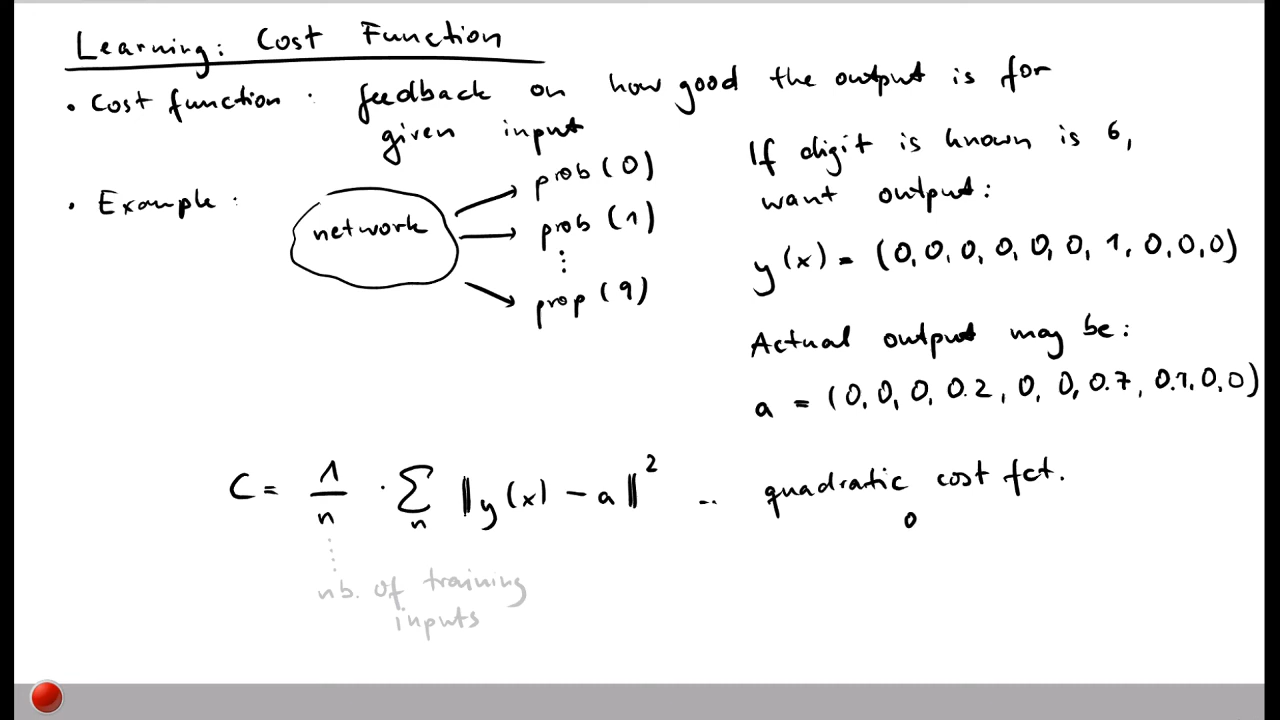 Learning: Cost Function
• Cost function: feedback on how good the output is for
given input
• Example:
network
prob (0)
prob (1)
⋮
prop (9)
If digit is known is 6,
want output:
y(x) = (0, 0, 0, 0, 0, 0, 1, 0, 0, 0)
Actual output may be:
a = (0, 0, 0, 0.2, 0, 0, 0.7, 0.1, 0, 0)
C = 1/n · ∑_n ‖y(x) - a‖² .. quadratic cost fct.
0
nb. of training
inputs